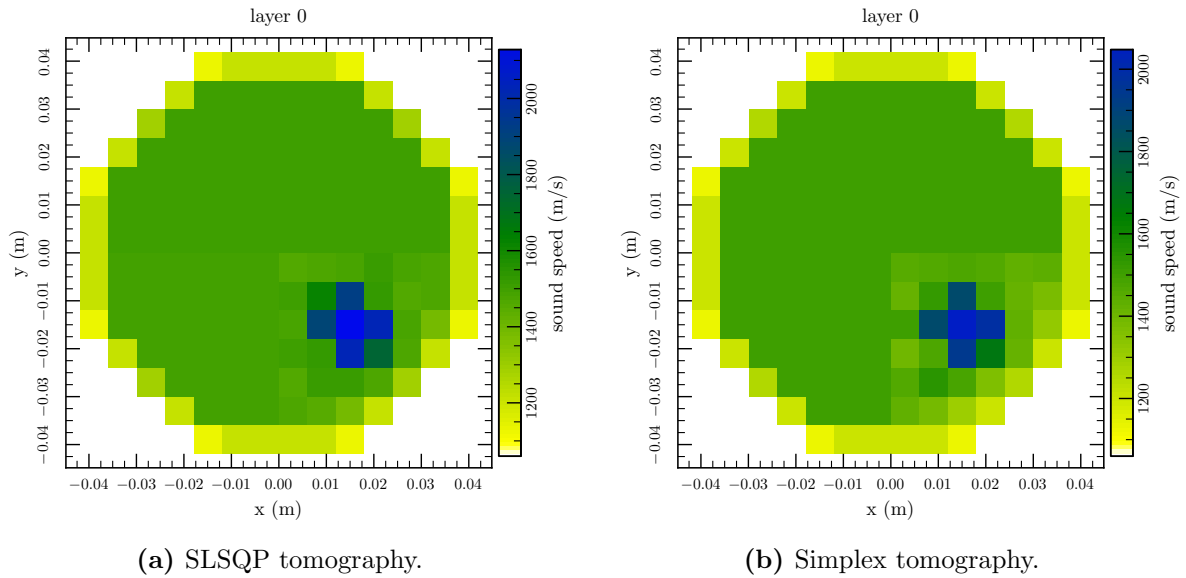 layer 0
0.04
0.03
0.02
0.01
0.00
−0.01
−0.02
−0.03
−0.04
y (m)
−0.04 −0.03 −0.02 −0.01 0.00 0.01 0.02 0.03 0.04
x (m)
2000
1800
1600
1400
1200
sound speed (m/s)
(a) SLSQP tomography.
layer 0
0.04
0.03
0.02
0.01
0.00
−0.01
−0.02
−0.03
−0.04
y (m)
−0.04 −0.03 −0.02 −0.01 0.00 0.01 0.02 0.03 0.04
x (m)
2000
1800
1600
1400
1200
sound speed (m/s)
(b) Simplex tomography.